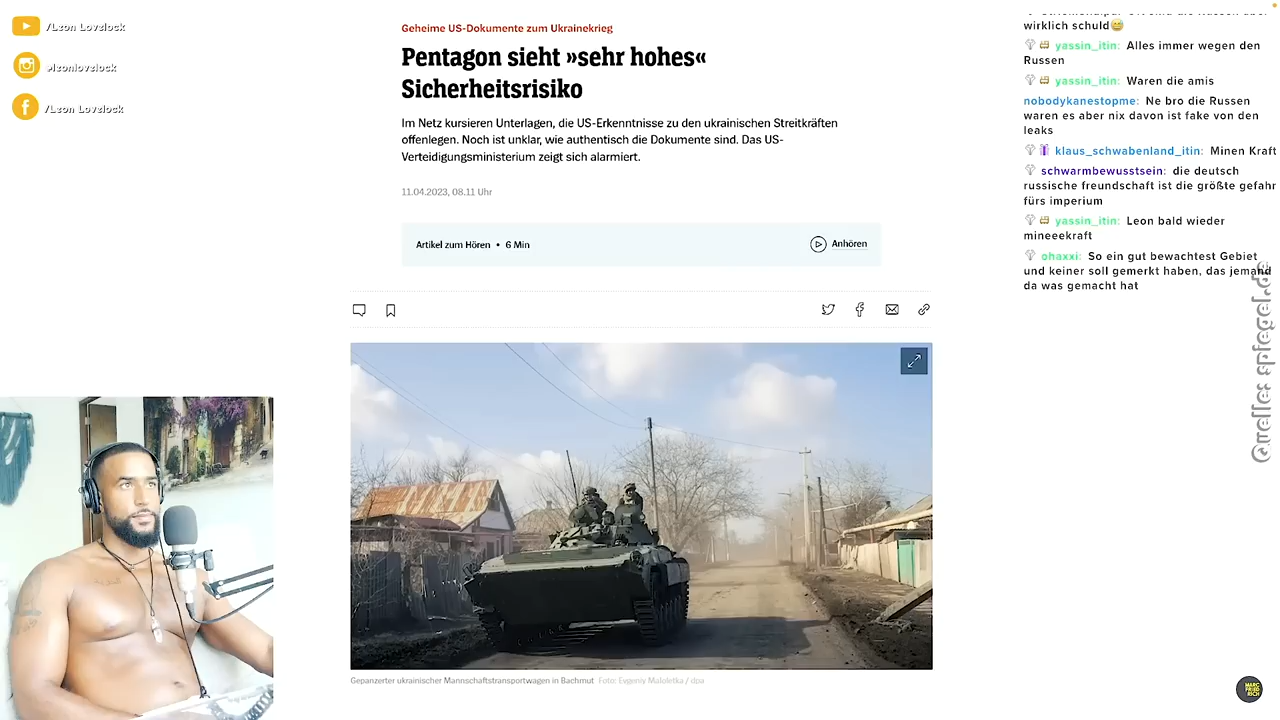 /Leon Lovelock
#leonlovelock
/Leon Lovelock
Geheime US-Dokumente zum Ukrainekrieg
Pentagon sieht »sehr hohes«
Sicherheitsrisiko
Im Netz kursieren Unterlagen, die US-Erkenntnisse zu den ukrainischen Streitkräften
offenlegen. Noch ist unklar, wie authentisch die Dokumente sind. Das US-
Verteidigungsministerium zeigt sich alarmiert.
11.04.2023, 08.11 Uhr
Artikel zum Hören • 6 Min
Anhören
Gepanzerter ukrainischer Mannschaftstransportwagen in Bachmut Foto: Evgeniy Maloletka / dpa
wirklich schuld😅
yassin_itin: Alles immer wegen den
Russen
yassin_itin: Waren die amis
nobodykanestopme: Ne bro die Russen
waren es aber nix davon ist fake von den
leaks
klaus_schwabenland_itin: Minen Kraft
schwarmbewusstsein: die deutsch
russische freundschaft ist die größte gefahr
fürs imperium
yassin_itin: Leon bald wieder
mineeekraft
ohaxxi: So ein gut bewachtest Gebiet
und keiner soll gemerkt haben, das jemand
da was gemacht hat
Quelle: spiegel.de
MARC
FRIED
RICH